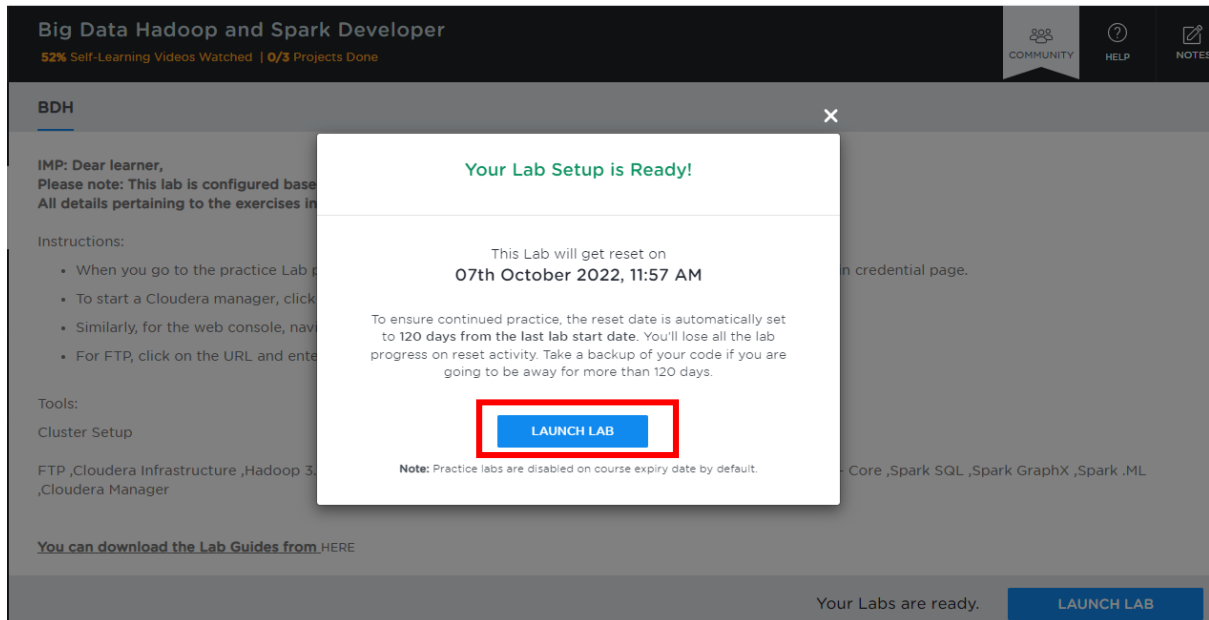 Big Data Hadoop and Spark Developer
52% Self-Learning Videos Watched | 0/3 Projects Done
COMMUNITY
HELP
NOTES
BDH
IMP: Dear learner,
Please note: This lab is configured base
All details pertaining to the exercises in
Instructions:
• When you go to the practice Lab p
n credential page.
• To start a Cloudera manager, click
• Similarly, for the web console, navi
• For FTP, click on the URL and ente
Tools:
Cluster Setup
FTP ,Cloudera Infrastructure ,Hadoop 3.
- Core ,Spark SQL ,Spark GraphX ,Spark .ML
,Cloudera Manager
You can download the Lab Guides from HERE
Your Lab Setup is Ready!
This Lab will get reset on
07th October 2022, 11:57 AM
To ensure continued practice, the reset date is automatically set
to 120 days from the last lab start date. You'll lose all the lab
progress on reset activity. Take a backup of your code if you are
going to be away for more than 120 days.
LAUNCH LAB
Note: Practice labs are disabled on course expiry date by default.
Your Labs are ready.
LAUNCH LAB